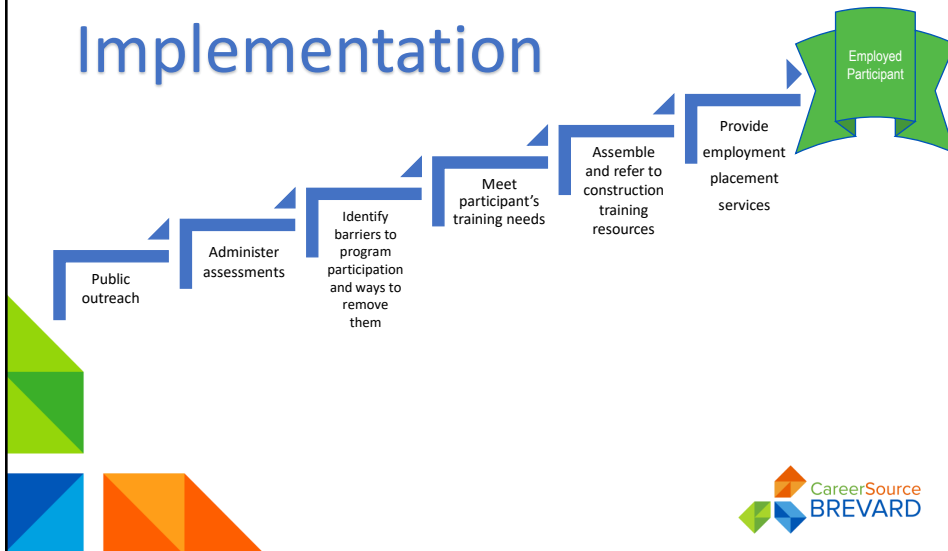 Implementation
Public
outreach
Administer
assessments
Identify
barriers to
program
participation
and ways to
remove
them
Meet
participant’s
training needs
Assemble
and refer to
construction
training
resources
Provide
employment
placement
services
Employed
Participant
CareerSource
BREVARD